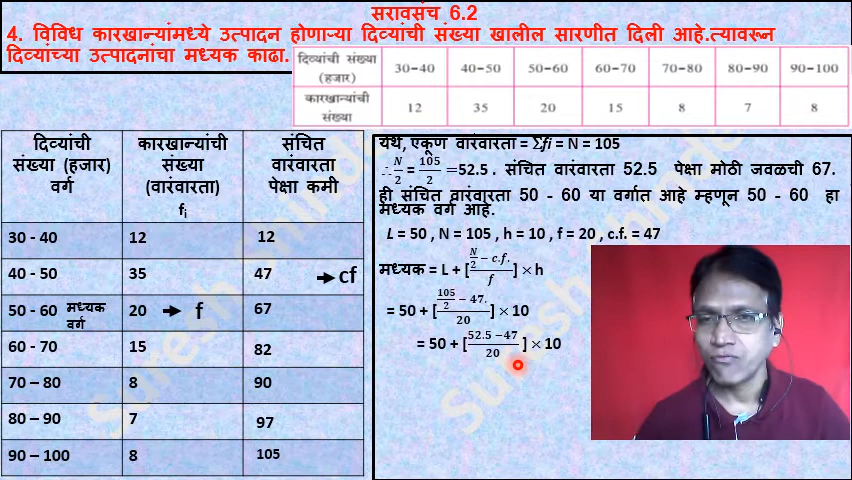 सरावसंच 6.2
4. विविध कारखान्यांमध्ये उत्पादन होणाऱ्या दिव्यांची संख्या खालील सारणीत दिली आहे.त्यावरून
दिव्यांच्या उत्पादनांचा मध्यक काढा.
दिव्यांची संख्या (हजार) 30-40 40-50 50-60 60-70 70-80 80-90 90-100
कारखान्यांची संख्या 12 35 20 15 8 7 8
दिव्यांची संख्या (हजार) वर्ग कारखान्यांची संख्या (वारंवारता) fi संचित वारंवारता पेक्षा कमी
30 - 40 12 12
40 - 50 35 47 → cf
50 - 60 मध्यक वर्ग 20 → f 67
60 - 70 15 82
70 – 80 8 90
80 – 90 7 97
90 – 100 8 105
येथे, एकूण वारंवारता = Σfi = N = 105
∴ N/2 = 105/2 = 52.5 . संचित वारंवारता 52.5 पेक्षा मोठी जवळची 67.
ही संचित वारंवारता 50 - 60 या वर्गात आहे म्हणून 50 - 60 हा
मध्यक वर्ग आहे.
L = 50 , N = 105 , h = 10 , f = 20 , c.f. = 47
मध्यक = L + [(N/2 − c.f.)/f] × h
= 50 + [(105/2 − 47.)/20] × 10
= 50 + [(52.5 −47)/20] × 10
Suresh Shinde